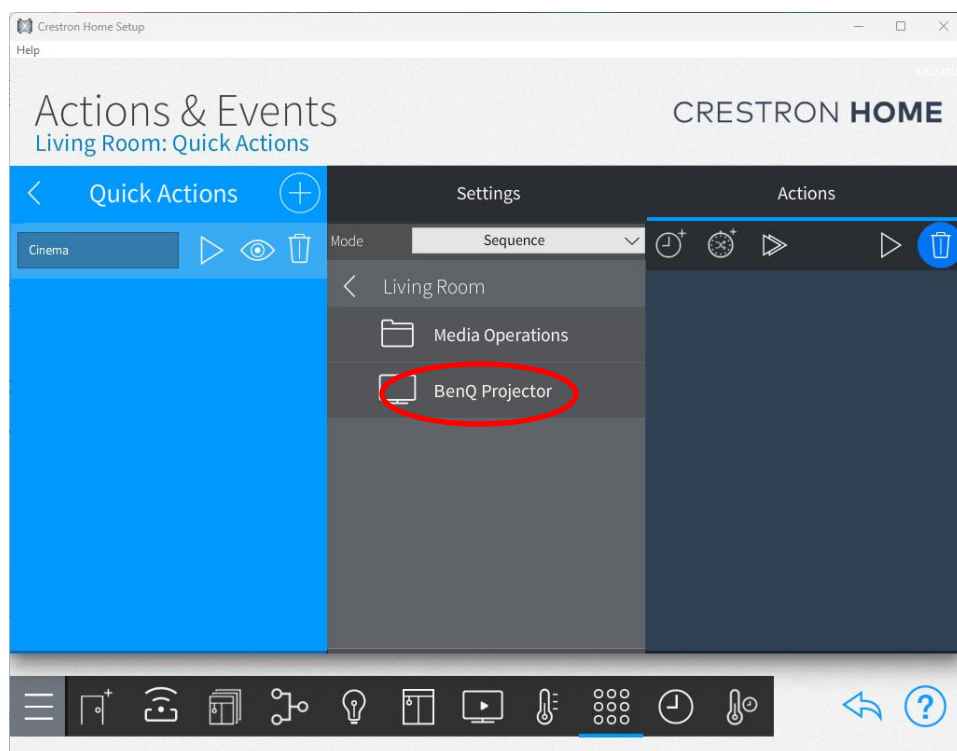 Crestron Home Setup
Help
Actions & Events
CRESTRON HOME
Living Room: Quick Actions
Quick Actions
Settings
Actions
Cinema
Mode
Sequence
Living Room
Media Operations
BenQ Projector
?